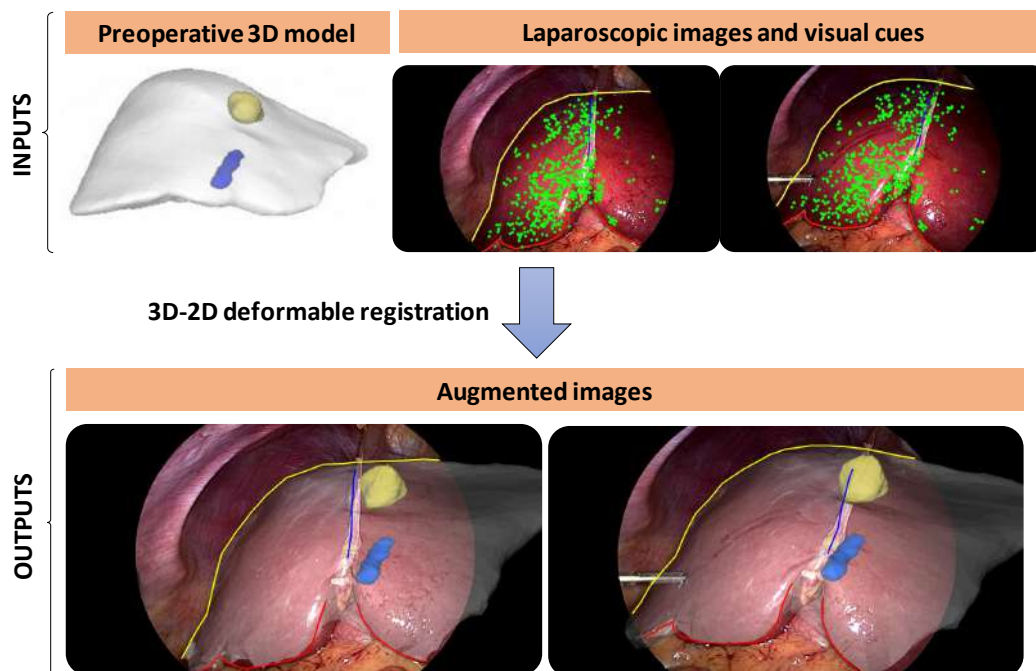 Preoperative 3D model
Laparoscopic images and visual cues
INPUTS
3D-2D deformable registration
Augmented images
OUTPUTS